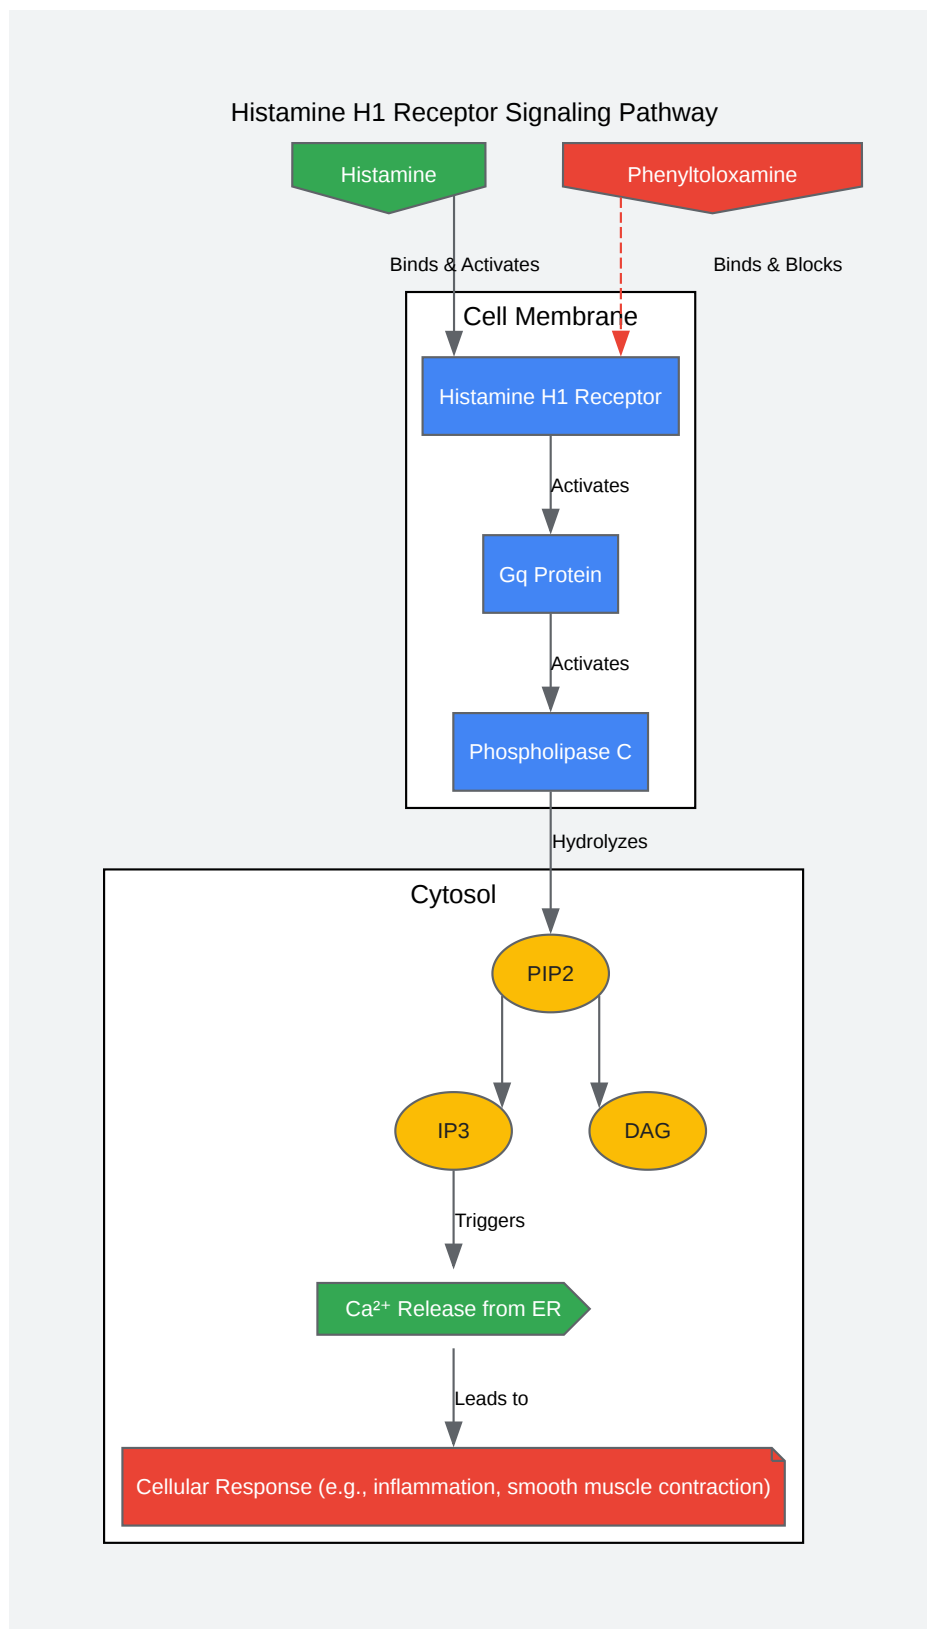 Histamine H1 Receptor Signaling Pathway
Histamine
Phenyltoloxamine
Binds & Activates
Binds & Blocks
Cell Membrane
Histamine H1 Receptor
Activates
Gq Protein
Activates
Phospholipase C
Hydrolyzes
Cytosol
PIP2
IP3
DAG
Triggers
Ca²⁺ Release from ER
Leads to
Cellular Response (e.g., inflammation, smooth muscle contraction)